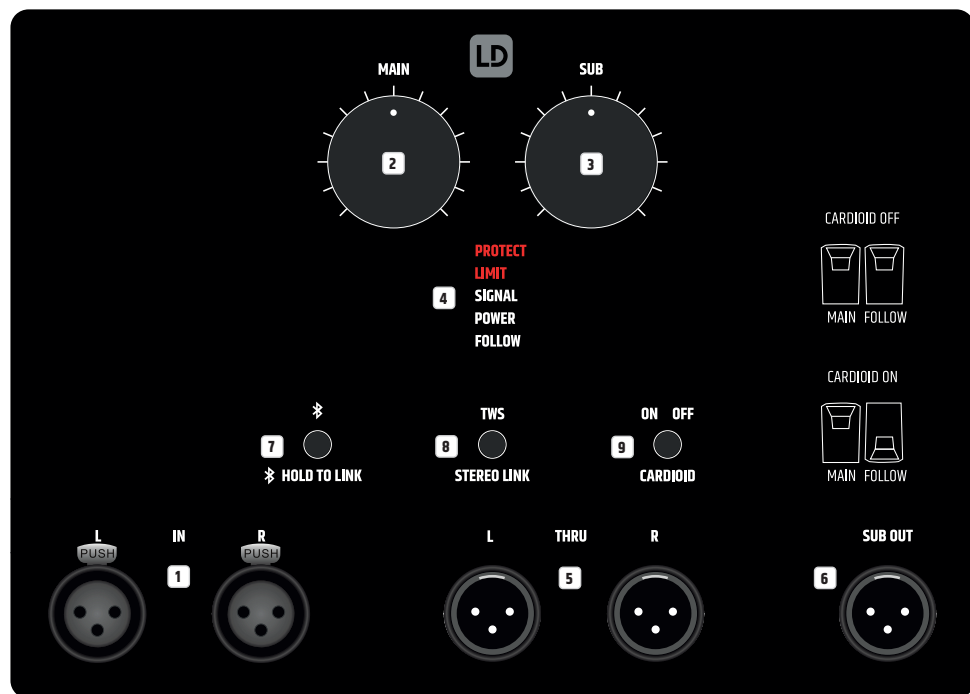 LD
MAIN
SUB
2
3
PROTECT
LIMIT
4 SIGNAL
POWER
FOLLOW
CARDIOID OFF
MAIN FOLLOW
CARDIOID ON
MAIN FOLLOW
TWS
ON OFF
7
8
9
HOLD TO LINK
STEREO LINK
CARDIOID
L IN R
PUSH
PUSH
1
L THRU R
5
SUB OUT
6